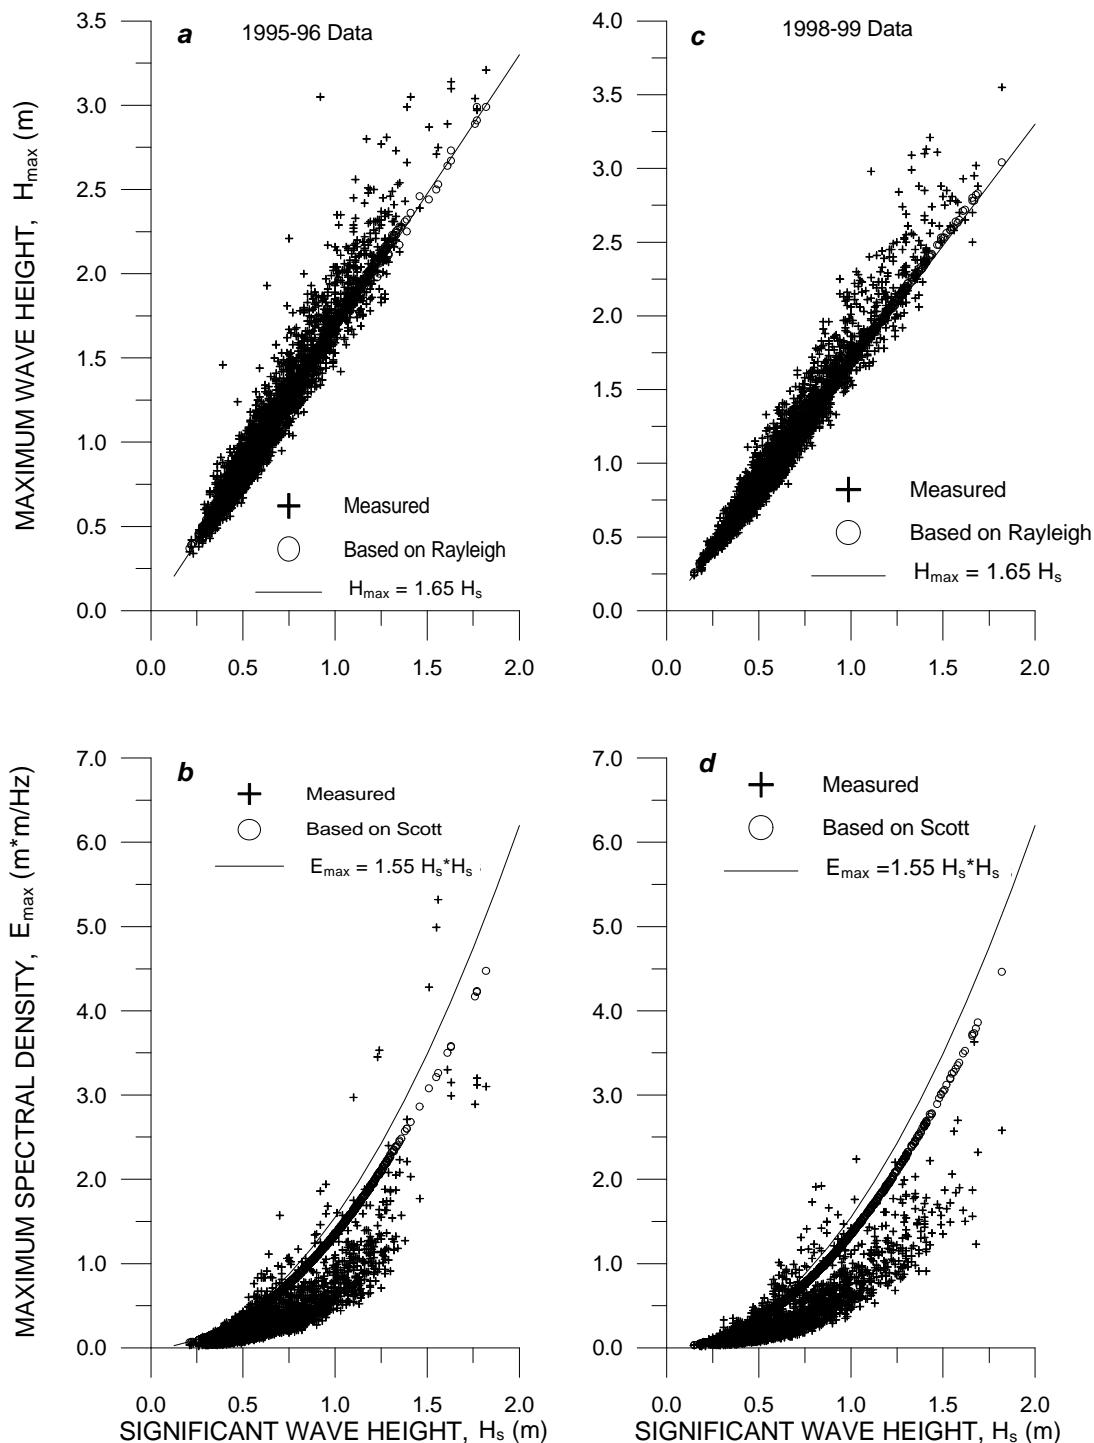 a
1995-96 Data
3.5
3.0
2.5
2.0
1.5
1.0
0.5
0.0
MAXIMUM WAVE HEIGHT, Hmax (m)
Measured
Based on Rayleigh
Hmax = 1.65 Hs
0.0 0.5 1.0 1.5 2.0
c
1998-99 Data
4.0
3.5
3.0
2.5
2.0
1.5
1.0
0.5
0.0
Measured
Based on Rayleigh
Hmax = 1.65 Hs
0.0 0.5 1.0 1.5 2.0
b
7.0
6.0
5.0
4.0
3.0
2.0
1.0
0.0
MAXIMUM SPECTRAL DENSITY, Emax (m*m/Hz)
Measured
Based on Scott
Emax = 1.55 Hs*Hs
0.0 0.5 1.0 1.5 2.0
SIGNIFICANT WAVE HEIGHT, Hs (m)
d
7.0
6.0
5.0
4.0
3.0
2.0
1.0
0.0
Measured
Based on Scott
Emax =1.55 Hs*Hs
0.0 0.5 1.0 1.5 2.0
SIGNIFICANT WAVE HEIGHT, Hs (m)